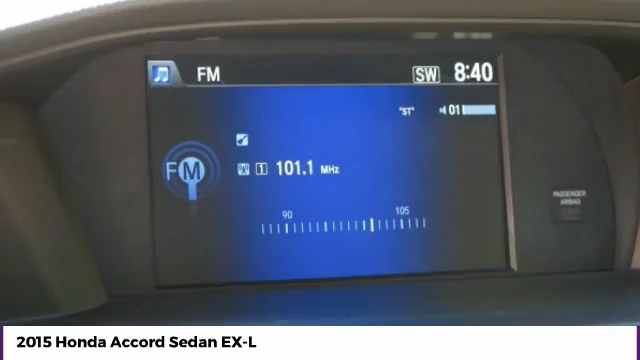 FM SW 8:40
"ST" 01
FM
1 101.1 MHz
90 105
PASSENGER
AIRBAG
2015 Honda Accord Sedan EX-L